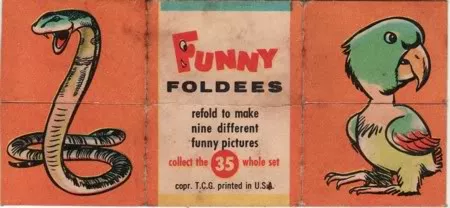 FUNNY
FOLDEES
refold to make
nine different
funny pictures
collect the 35 whole set
copr. T.C.G. printed in U.S.A.